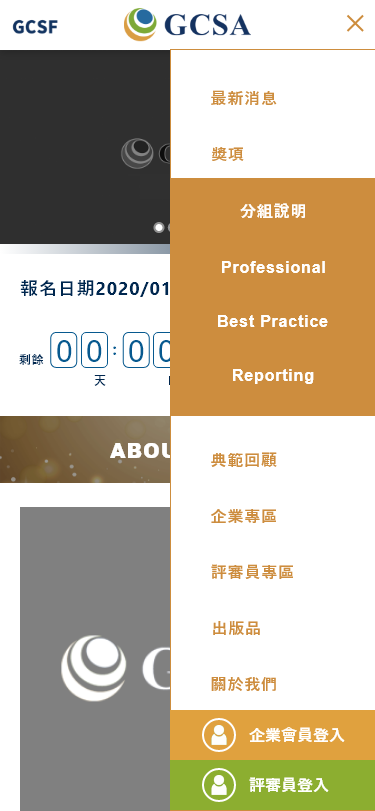 GCSF
GCSA
最新消息
獎項
分組說明
Professional
Best Practice
Reporting
典範回顧
企業專區
評審員專區
出版品
關於我們
企業會員登入
評審員登入
報名日期2020/01
剩餘 00:00
天
ABOU
G